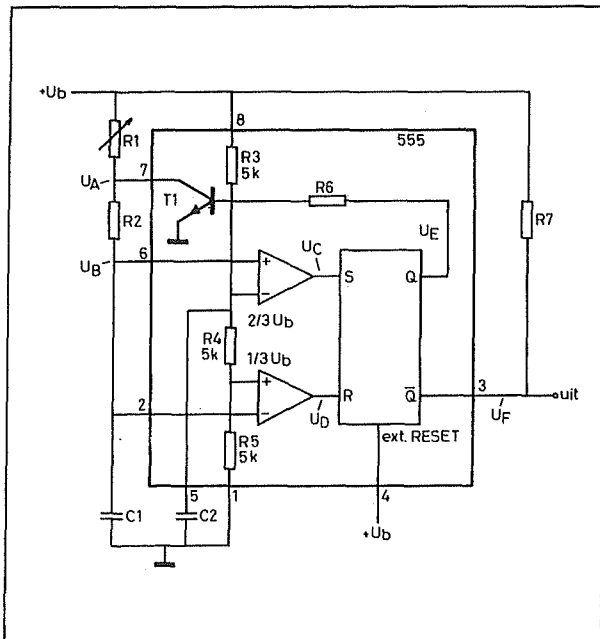 +Ub
8
555
R1
R3
5k
UA
7
T1
R6
R7
R2
UE
UC
UB
6
+
S
Q
-
2/3 Ub
R4
5k
1/3 Ub
+
2
-
R
Q̅
3
uit
UD
UF
R5
5k
ext. RESET
5
1
4
C1
C2
+Ub